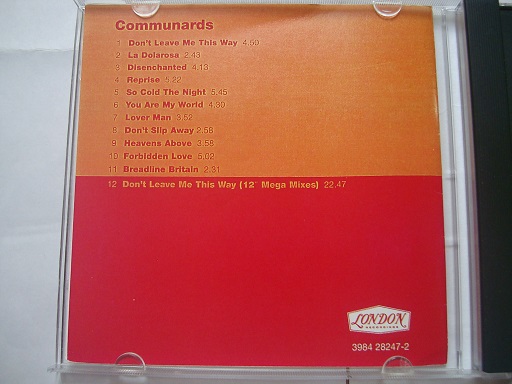 Communards
1 Don't Leave Me This Way 4.50
2 La Dolarosa 2.43
3 Disenchanted 4.13
4 Reprise 5.22
5 So Cold The Night 5.45
6 You Are My World 4.30
7 Lover Man 3.52
8 Don't Slip Away 2.58
9 Heavens Above 3.58
10 Forbidden Love 5.02
11 Breadline Britain 2.31
12 Don't Leave Me This Way (12" Mega Mixes) 22.47
LONDON
RECORDINGS
3984 28247-2